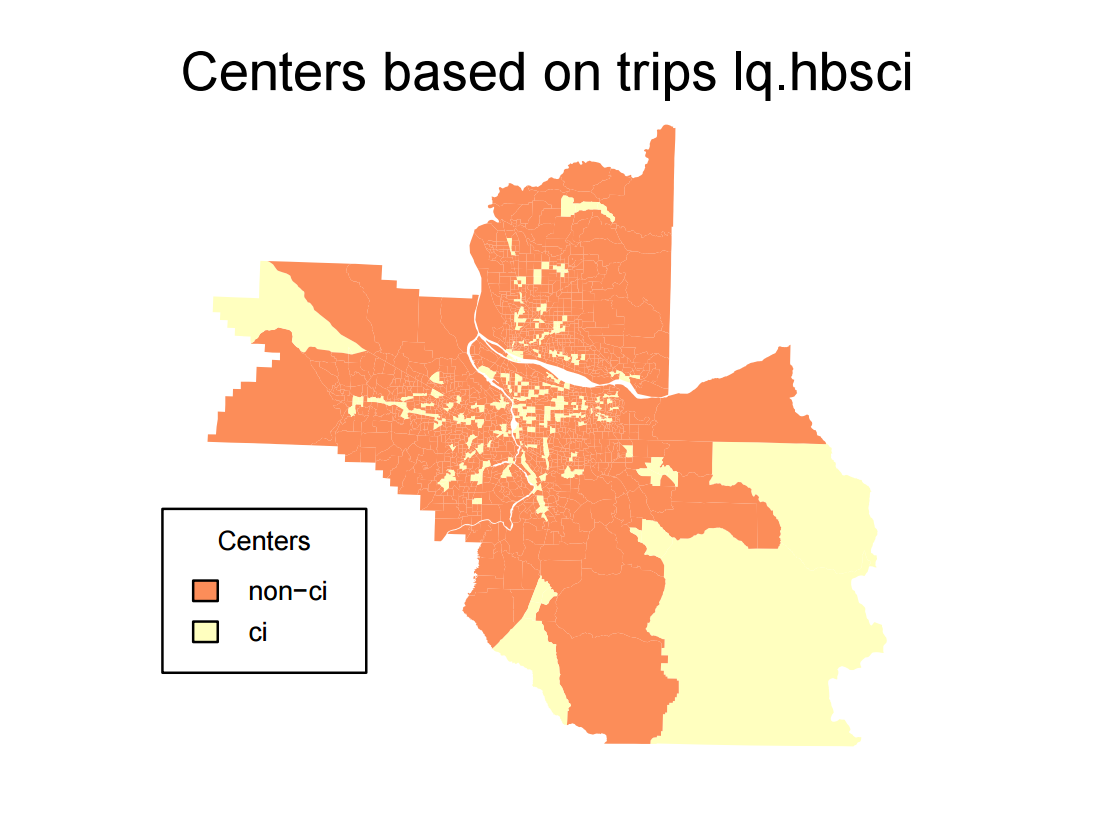 Centers based on trips lq.hbsci
Centers
non−ci
ci